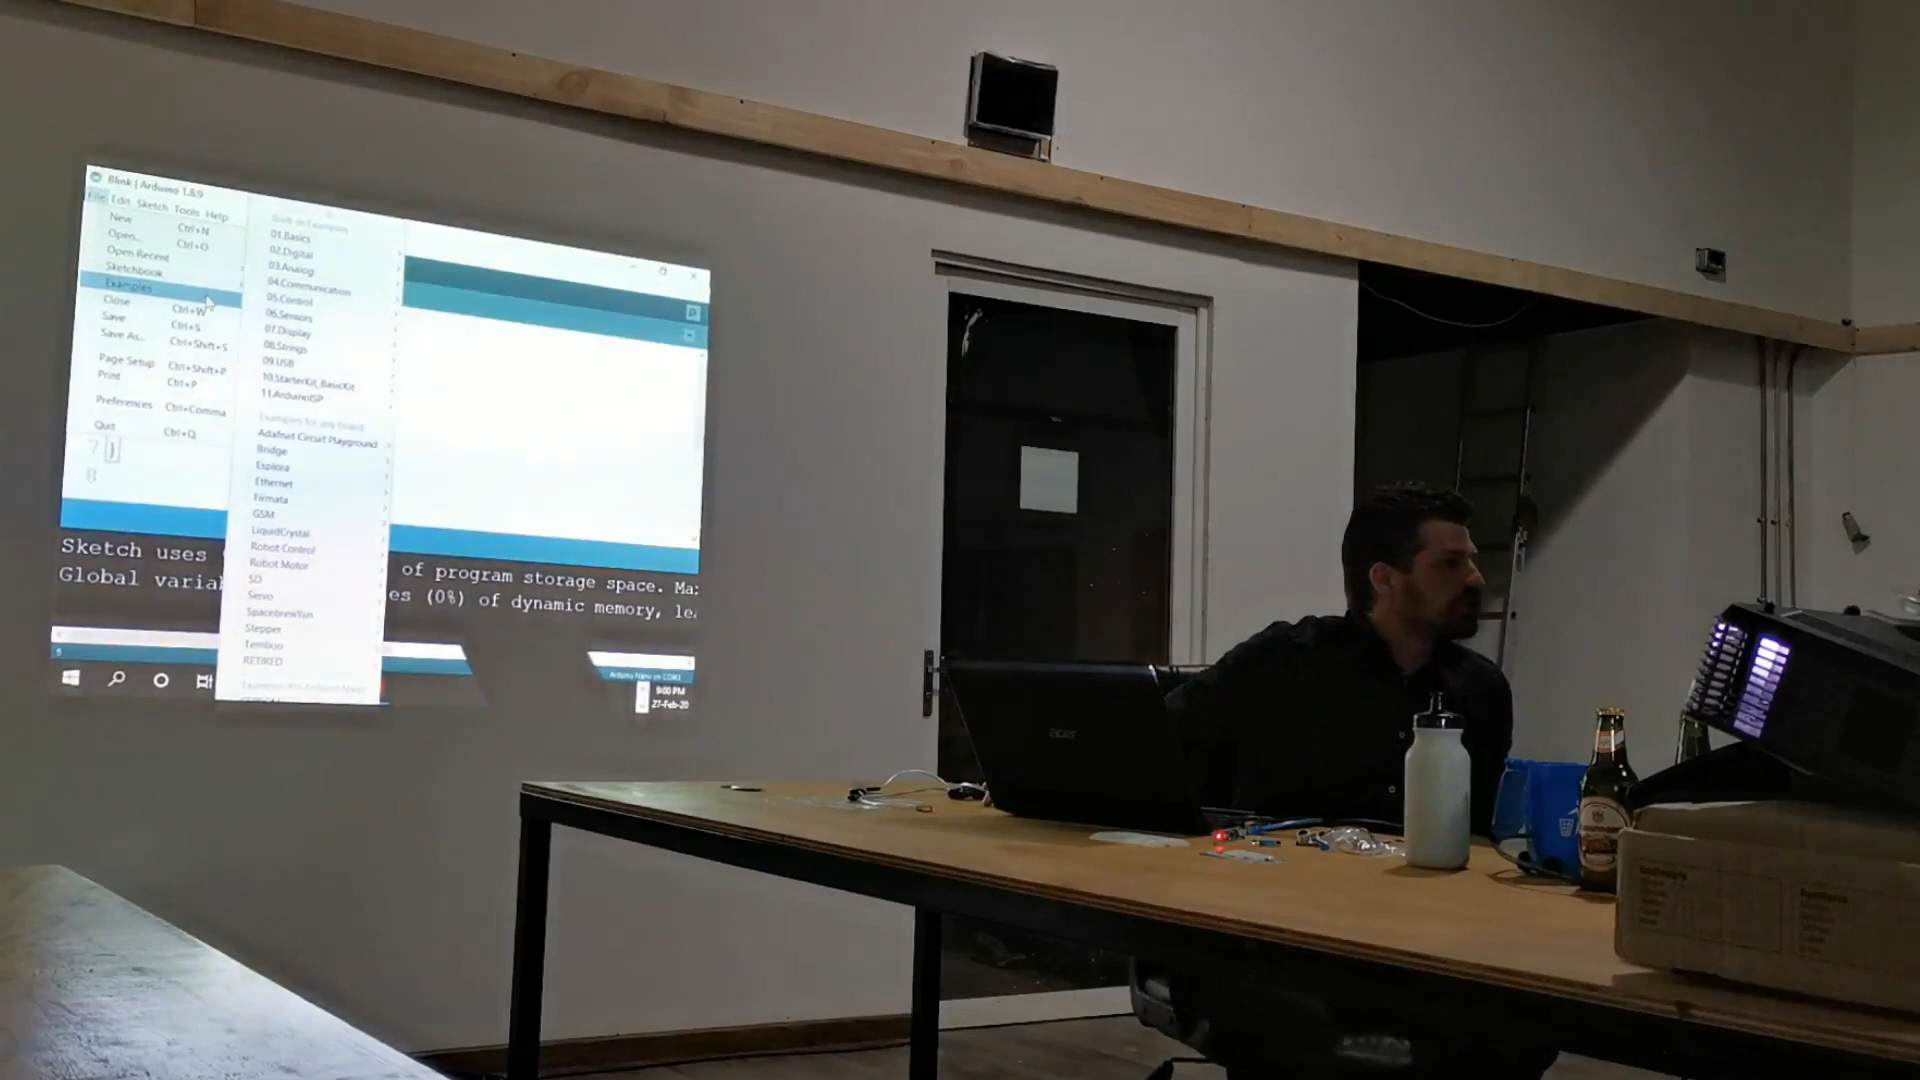 Blink | Arduino 1.8.9
File Edit Sketch Tools Help
New Ctrl+N
Open... Ctrl+O
Open Recent
Sketchbook
Examples
Close Ctrl+W
Save Ctrl+S
Save As... Ctrl+Shift+S
Page Setup Ctrl+Shift+P
Print Ctrl+P
Preferences Ctrl+Comma
Quit Ctrl+Q
7 }
8
Built-in Examples
01.Basics
02.Digital
03.Analog
04.Communication
05.Control
06.Sensors
07.Display
08.Strings
09.USB
10.StarterKit_BasicKit
11.ArduinoISP
Examples for any board
Adafruit Circuit Playground
Bridge
Esplora
Ethernet
Firmata
GSM
LiquidCrystal
Robot Control
Robot Motor
SD
Servo
SpacebrewYun
Stepper
Temboo
RETIRED
Sketch uses of program storage space.
Global es (0%) of dynamic memory,
5
9:00 PM
27-Feb-20
acer